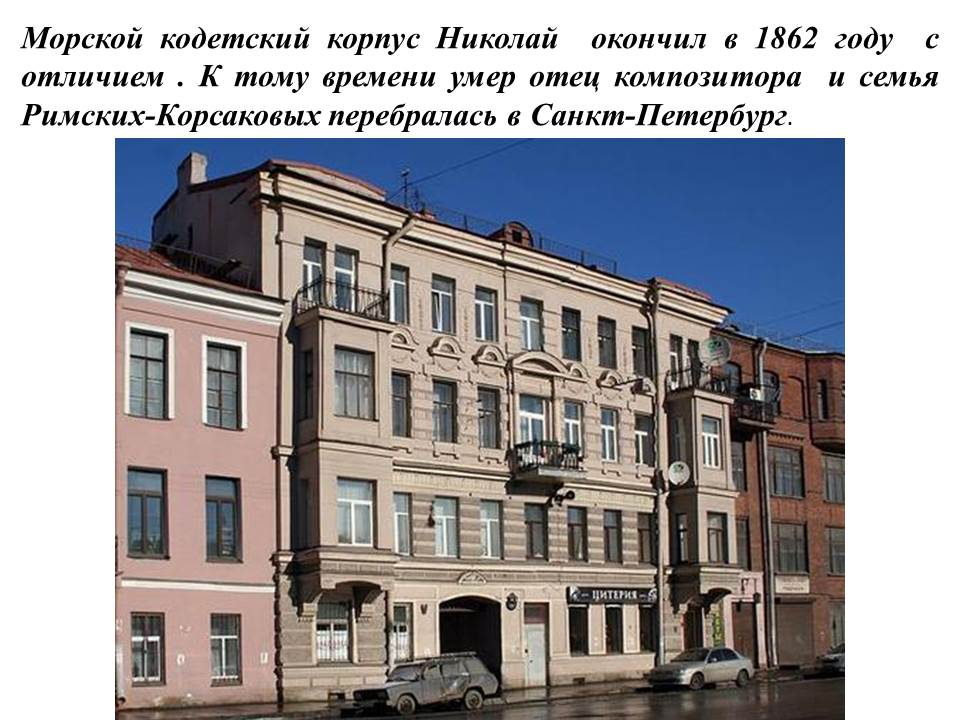 Морской кодетский корпус Николай окончил в 1862 году с
отличием . К тому времени умер отец композитора и семья
Римских-Корсаковых перебралась в Санкт-Петербург.
ЦИТЕРИЯ